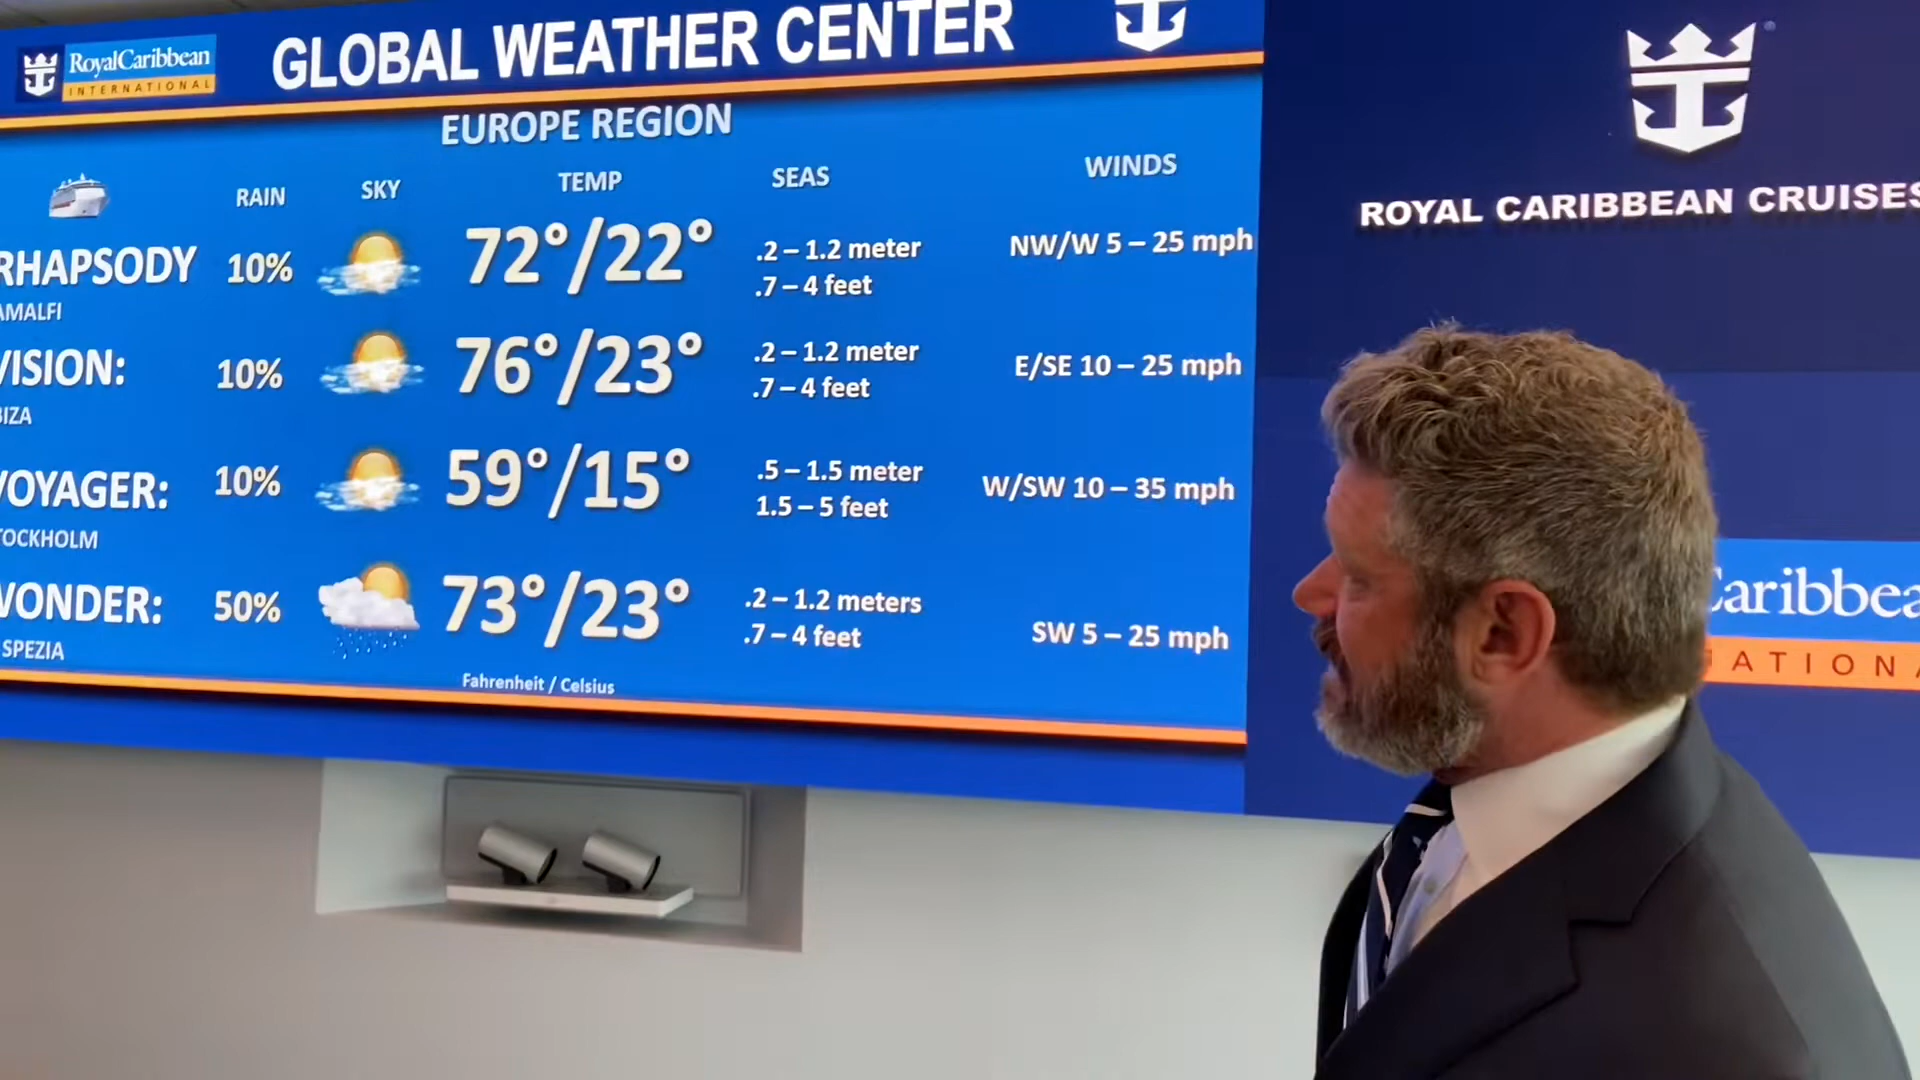 RoyalCaribbean
INTERNATIONAL
GLOBAL WEATHER CENTER
EUROPE REGION
RAIN SKY TEMP SEAS WINDS
RHAPSODY 10% 72°/22° .2 – 1.2 meter NW/W 5 – 25 mph
AMALFI .7 – 4 feet
VISION: 10% 76°/23° .2 – 1.2 meter E/SE 10 – 25 mph
BIZA .7 – 4 feet
VOYAGER: 10% 59°/15° .5 – 1.5 meter W/SW 10 – 35 mph
TOCKHOLM 1.5 – 5 feet
WONDER: 50% 73°/23° .2 – 1.2 meters SW 5 – 25 mph
SPEZIA .7 – 4 feet
Fahrenheit / Celsius
ROYAL CARIBBEAN CRUISES
Caribbea
ATIONA